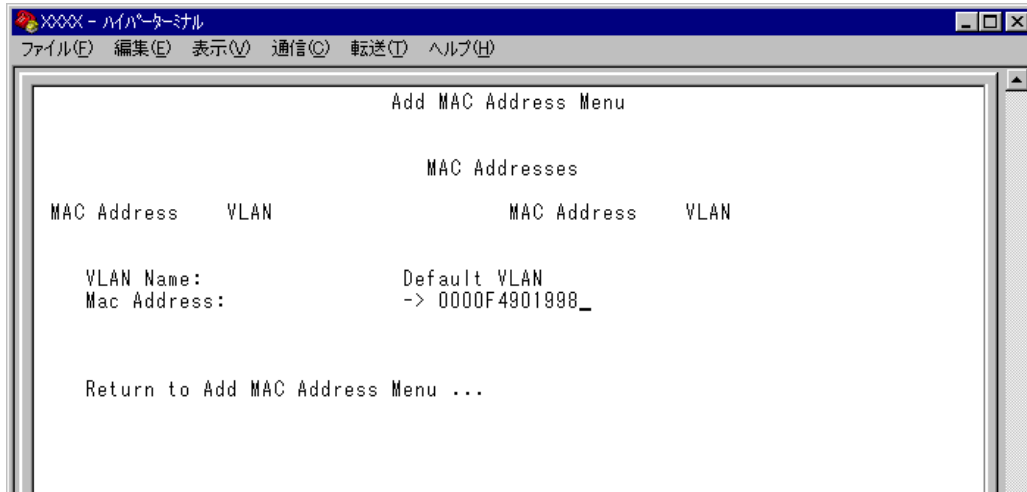 XXXX - ﾊｲﾊﾟｰﾀｰﾐﾅﾙ
ファイル(F) 編集(E) 表示(V) 通信(C) 転送(T) ヘルプ(H)
Add MAC Address Menu
MAC Addresses
MAC Address VLAN MAC Address VLAN
VLAN Name: Default VLAN
Mac Address: -> 0000F4901998_
Return to Add MAC Address Menu ...